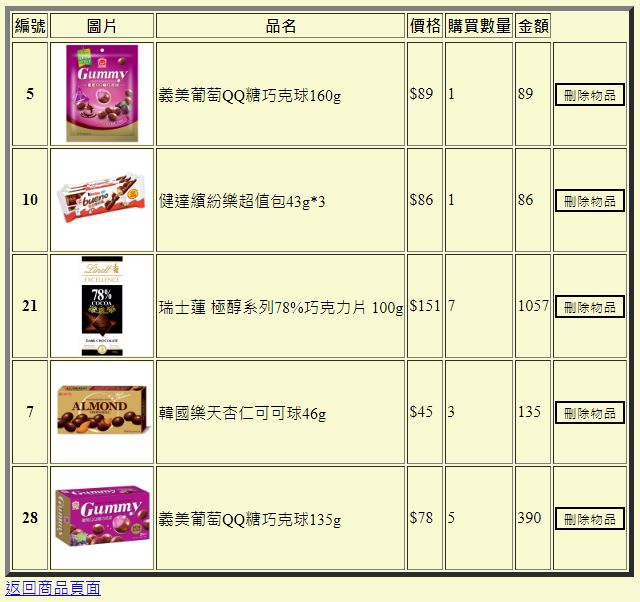 編號 圖片 品名 價格 購買數量 金額
Gummy
5 義美葡萄QQ糖巧克球160g $89 1 89 刪除物品
Kinder
bueno
10 健達繽紛樂超值包43g*3 $86 1 86 刪除物品
Lindt
EXCELLENCE
78%
COCOA
DARK CHOCOLATE
21 瑞士蓮 極醇系列78%巧克力片 100g $151 7 1057 刪除物品
ALMOND
7 韓國樂天杏仁可可球46g $45 3 135 刪除物品
Gummy
28 義美葡萄QQ糖巧克球135g $78 5 390 刪除物品
返回商品頁面